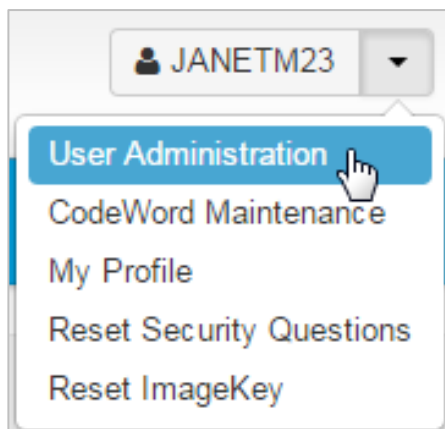 JANETM23
User Administration
CodeWord Maintenance
My Profile
Reset Security Questions
Reset ImageKey